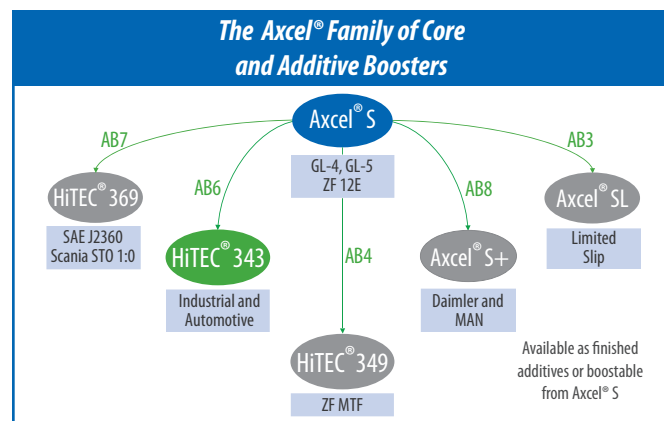 The Axcel® Family of Core
and Additive Boosters
Axcel® S
AB7
AB3
GL-4, GL-5
ZF 12E
AB6
AB8
HiTEC® 369
Axcel® SL
SAE J2360
Scania STO 1:0
Limited
Slip
HiTEC® 343
AB4
Axcel® S+
Industrial and
Automotive
Daimler and
MAN
HiTEC® 349
ZF MTF
Available as finished
additives or boostable
from Axcel® S